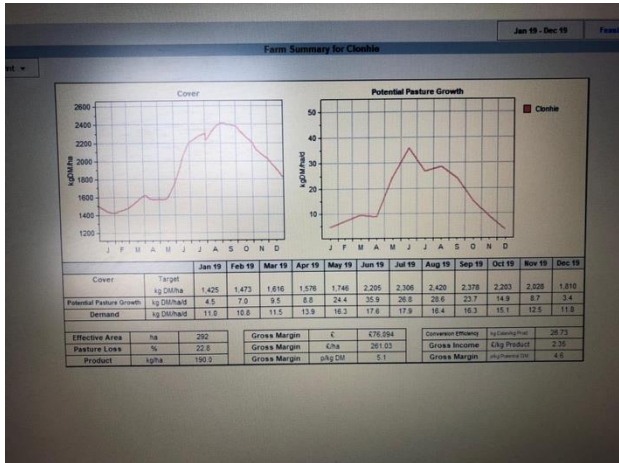 Jan 19 - Dec 19
Farm Summary for Clonhie
Cover
Potential Pasture Growth
2600
2400
2200
2000
1800
1600
1400
1200
kgDM/ha
J F M A M J J A S O N D
50
40
30
20
10
kgDM/ha/d
J F M A M J J A S O N D
Clonhie
Jan 19 Feb 19 Mar 19 Apr 19 May 19 Jun 19 Jul 19 Aug 19 Sep 19 Oct 19 Nov 19 Dec 19
Cover Target
kg DM/ha 1,425 1,473 1,616 1,576 1,746 2,205 2,306 2,420 2,378 2,203 2,028 1,810
Potential Pasture Growth kg DM/ha/d 4.5 7.0 9.5 8.8 24.4 35.9 26.8 28.6 23.7 14.9 8.7 3.4
Demand kg DM/ha/d 11.0 10.8 11.5 13.9 16.3 17.6 17.9 16.4 16.3 15.1 12.5 11.0
Effective Area ha 292 Gross Margin £ £76,094 Conversion Efficiency 26.73
Pasture Loss % 22.8 Gross Margin £/ha 261.03 Gross Income £/kg Product 2.35
Product kg/ha 190.0 Gross Margin p/kg DM 5.1 Gross Margin 4.6